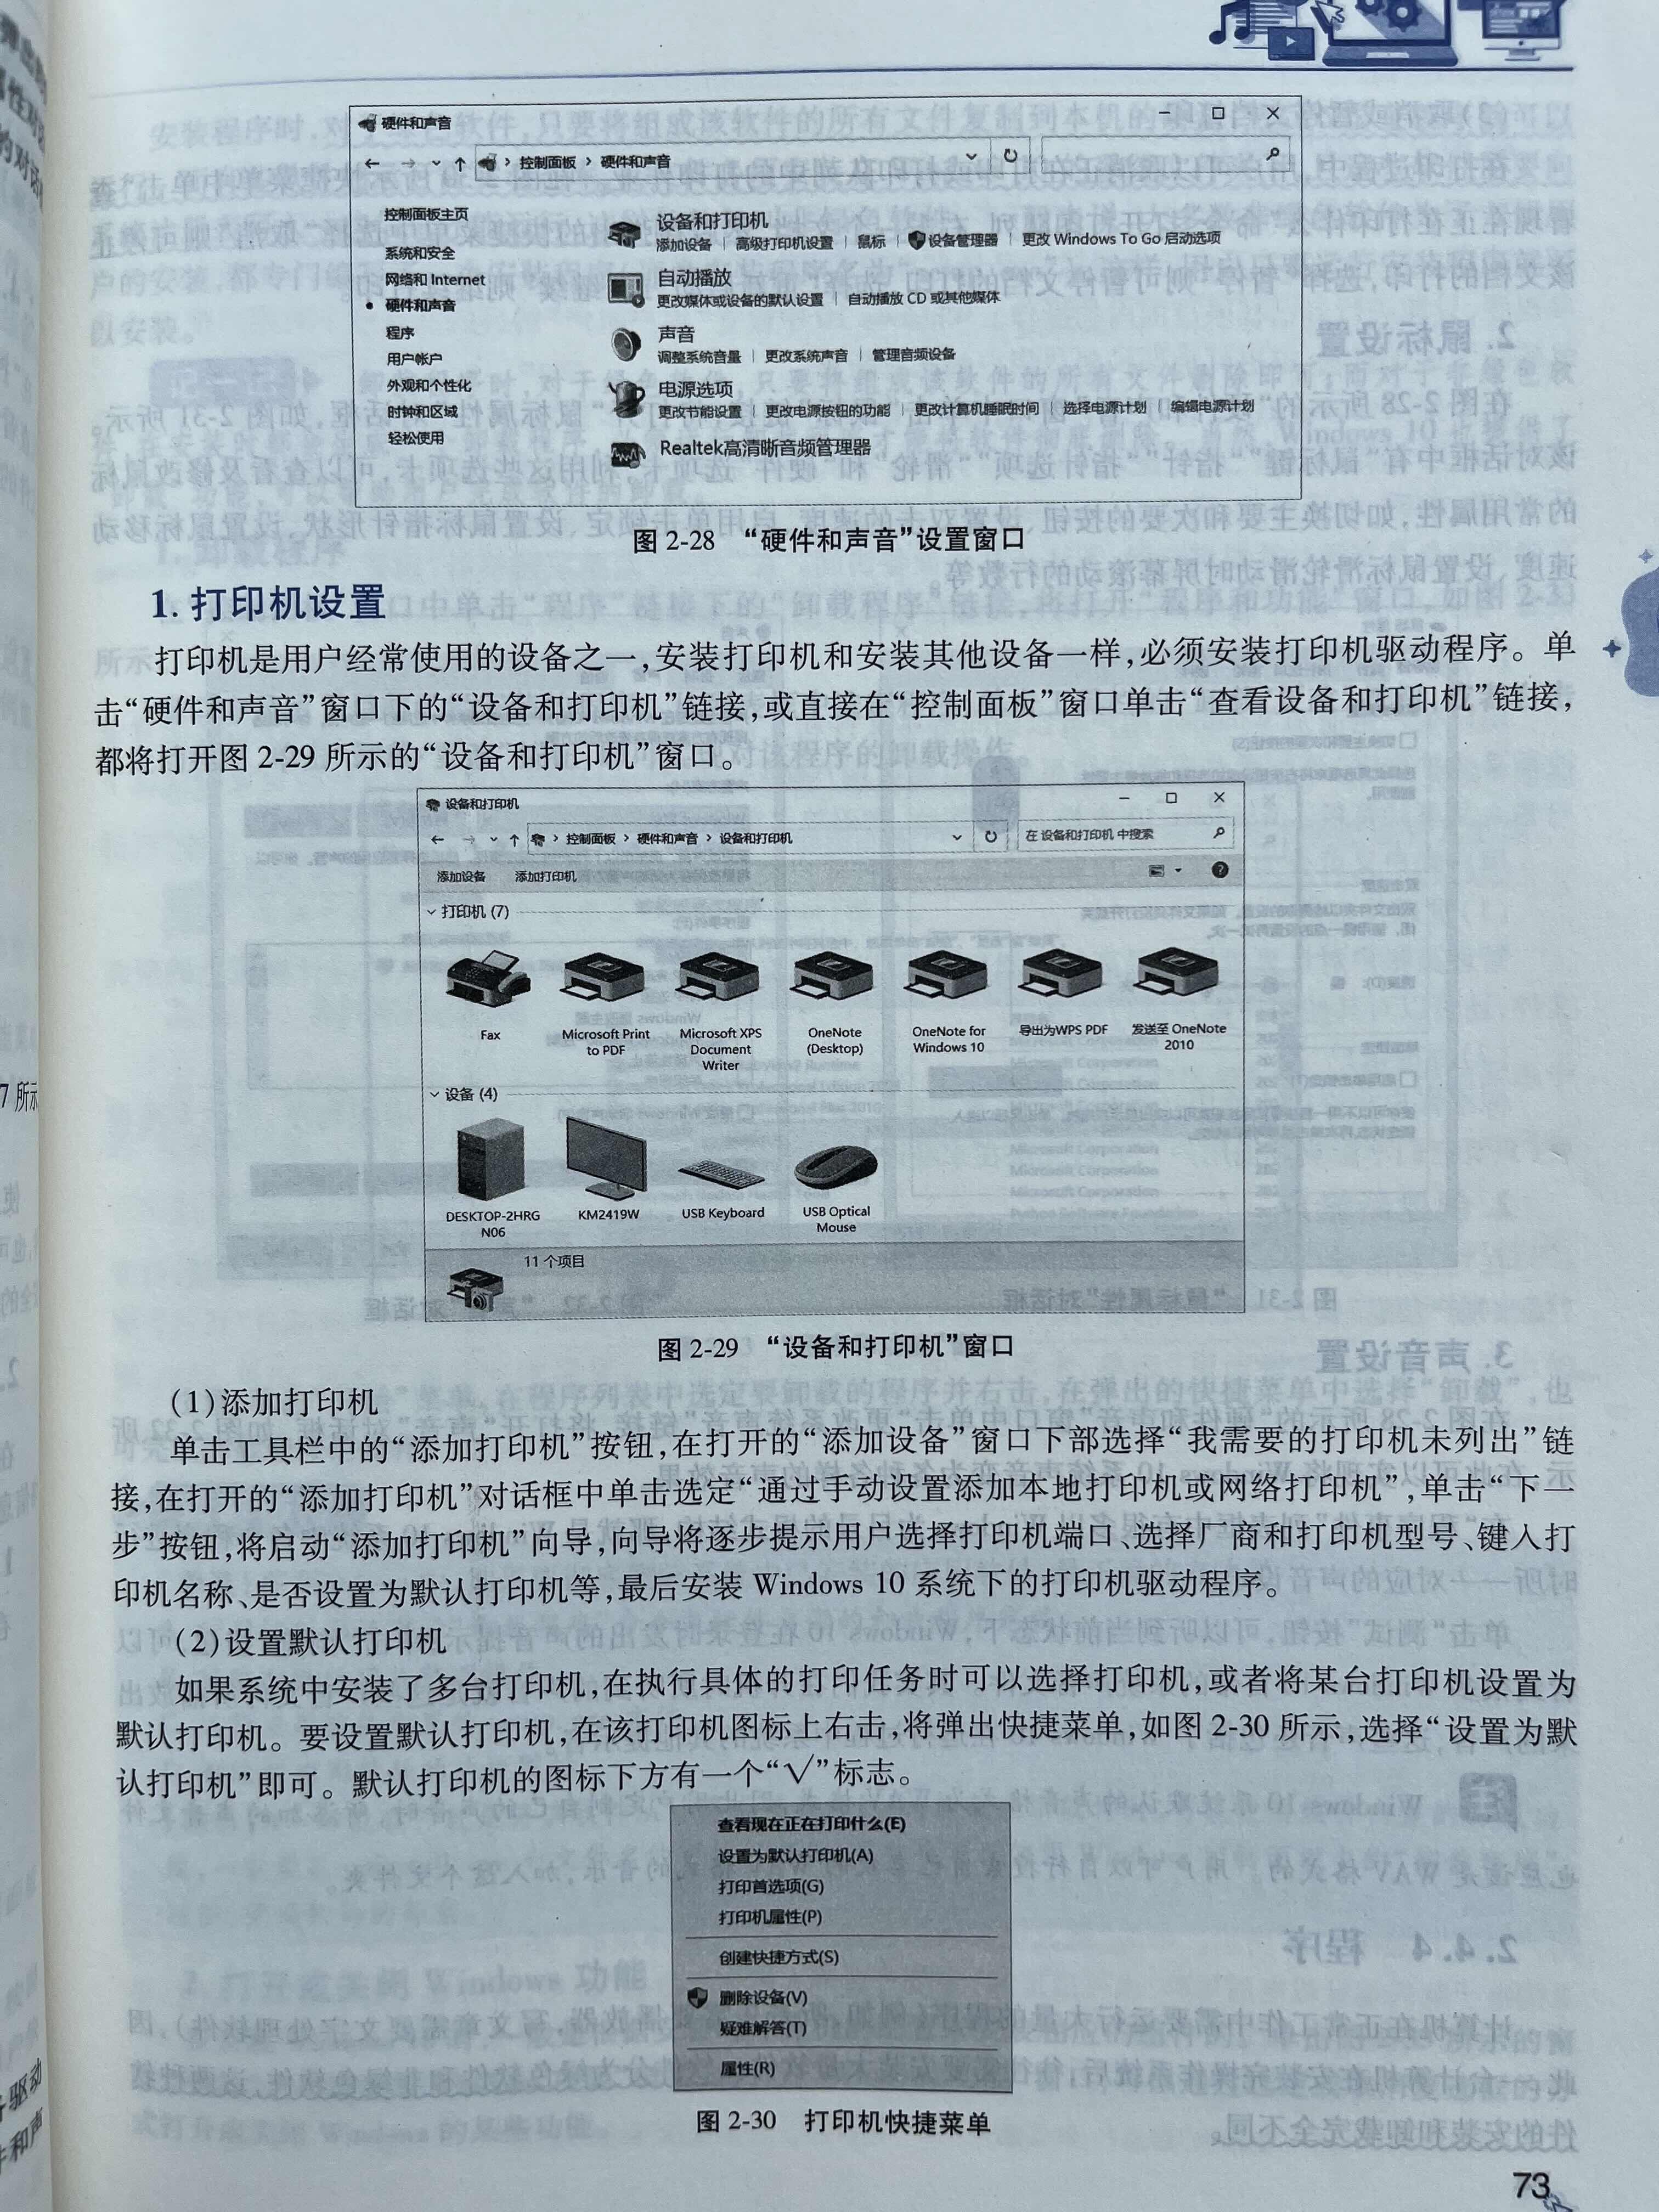 硬件和声音
控制面板 › 硬件和声音
控制面板主页
系统和安全
网络和 Internet
硬件和声音
程序
用户帐户
外观和个性化
时钟和区域
轻松使用
设备和打印机
添加设备 | 高级打印机设置 | 鼠标 | 设备管理器 | 更改 Windows To Go 启动选项
自动播放
更改媒体或设备的默认设置 | 自动播放 CD 或其他媒体
声音
调整系统音量 | 更改系统声音 | 管理音频设备
电源选项
更改节能设置 | 更改电源按钮的功能 | 更改计算机睡眠时间 | 选择电源计划 | 编辑电源计划
Realtek高清晰音频管理器
图 2-28 “硬件和声音”设置窗口
1. 打印机设置
打印机是用户经常使用的设备之一,安装打印机和安装其他设备一样,必须安装打印机驱动程序。单
击“硬件和声音”窗口下的“设备和打印机”链接,或直接在“控制面板”窗口单击“查看设备和打印机”链接,
都将打开图 2-29 所示的“设备和打印机”窗口。
设备和打印机
控制面板 › 硬件和声音 › 设备和打印机
在 设备和打印机 中搜索
添加设备 添加打印机
打印机 (7)
Fax
Microsoft Print
to PDF
Microsoft XPS
Document
Writer
OneNote
(Desktop)
OneNote for
Windows 10
导出为WPS PDF
发送至 OneNote
2010
设备 (4)
DESKTOP-2HRG
N06
KM2419W
USB Keyboard
USB Optical
Mouse
11 个项目
图 2-29 “设备和打印机”窗口
(1)添加打印机
单击工具栏中的“添加打印机”按钮,在打开的“添加设备”窗口下部选择“我需要的打印机未列出”链
接,在打开的“添加打印机”对话框中单击选定“通过手动设置添加本地打印机或网络打印机”,单击“下一
步”按钮,将启动“添加打印机”向导,向导将逐步提示用户选择打印机端口、选择厂商和打印机型号、键入打
印机名称、是否设置为默认打印机等,最后安装 Windows 10 系统下的打印机驱动程序。
(2)设置默认打印机
如果系统中安装了多台打印机,在执行具体的打印任务时可以选择打印机,或者将某台打印机设置为
默认打印机。要设置默认打印机,在该打印机图标上右击,将弹出快捷菜单,如图 2-30 所示,选择“设置为默
认打印机”即可。默认打印机的图标下方有一个“√”标志。
查看现在正在打印什么(E)
设置为默认打印机(A)
打印首选项(G)
打印机属性(P)
创建快捷方式(S)
删除设备(V)
疑难解答(T)
属性(R)
图 2-30 打印机快捷菜单
73